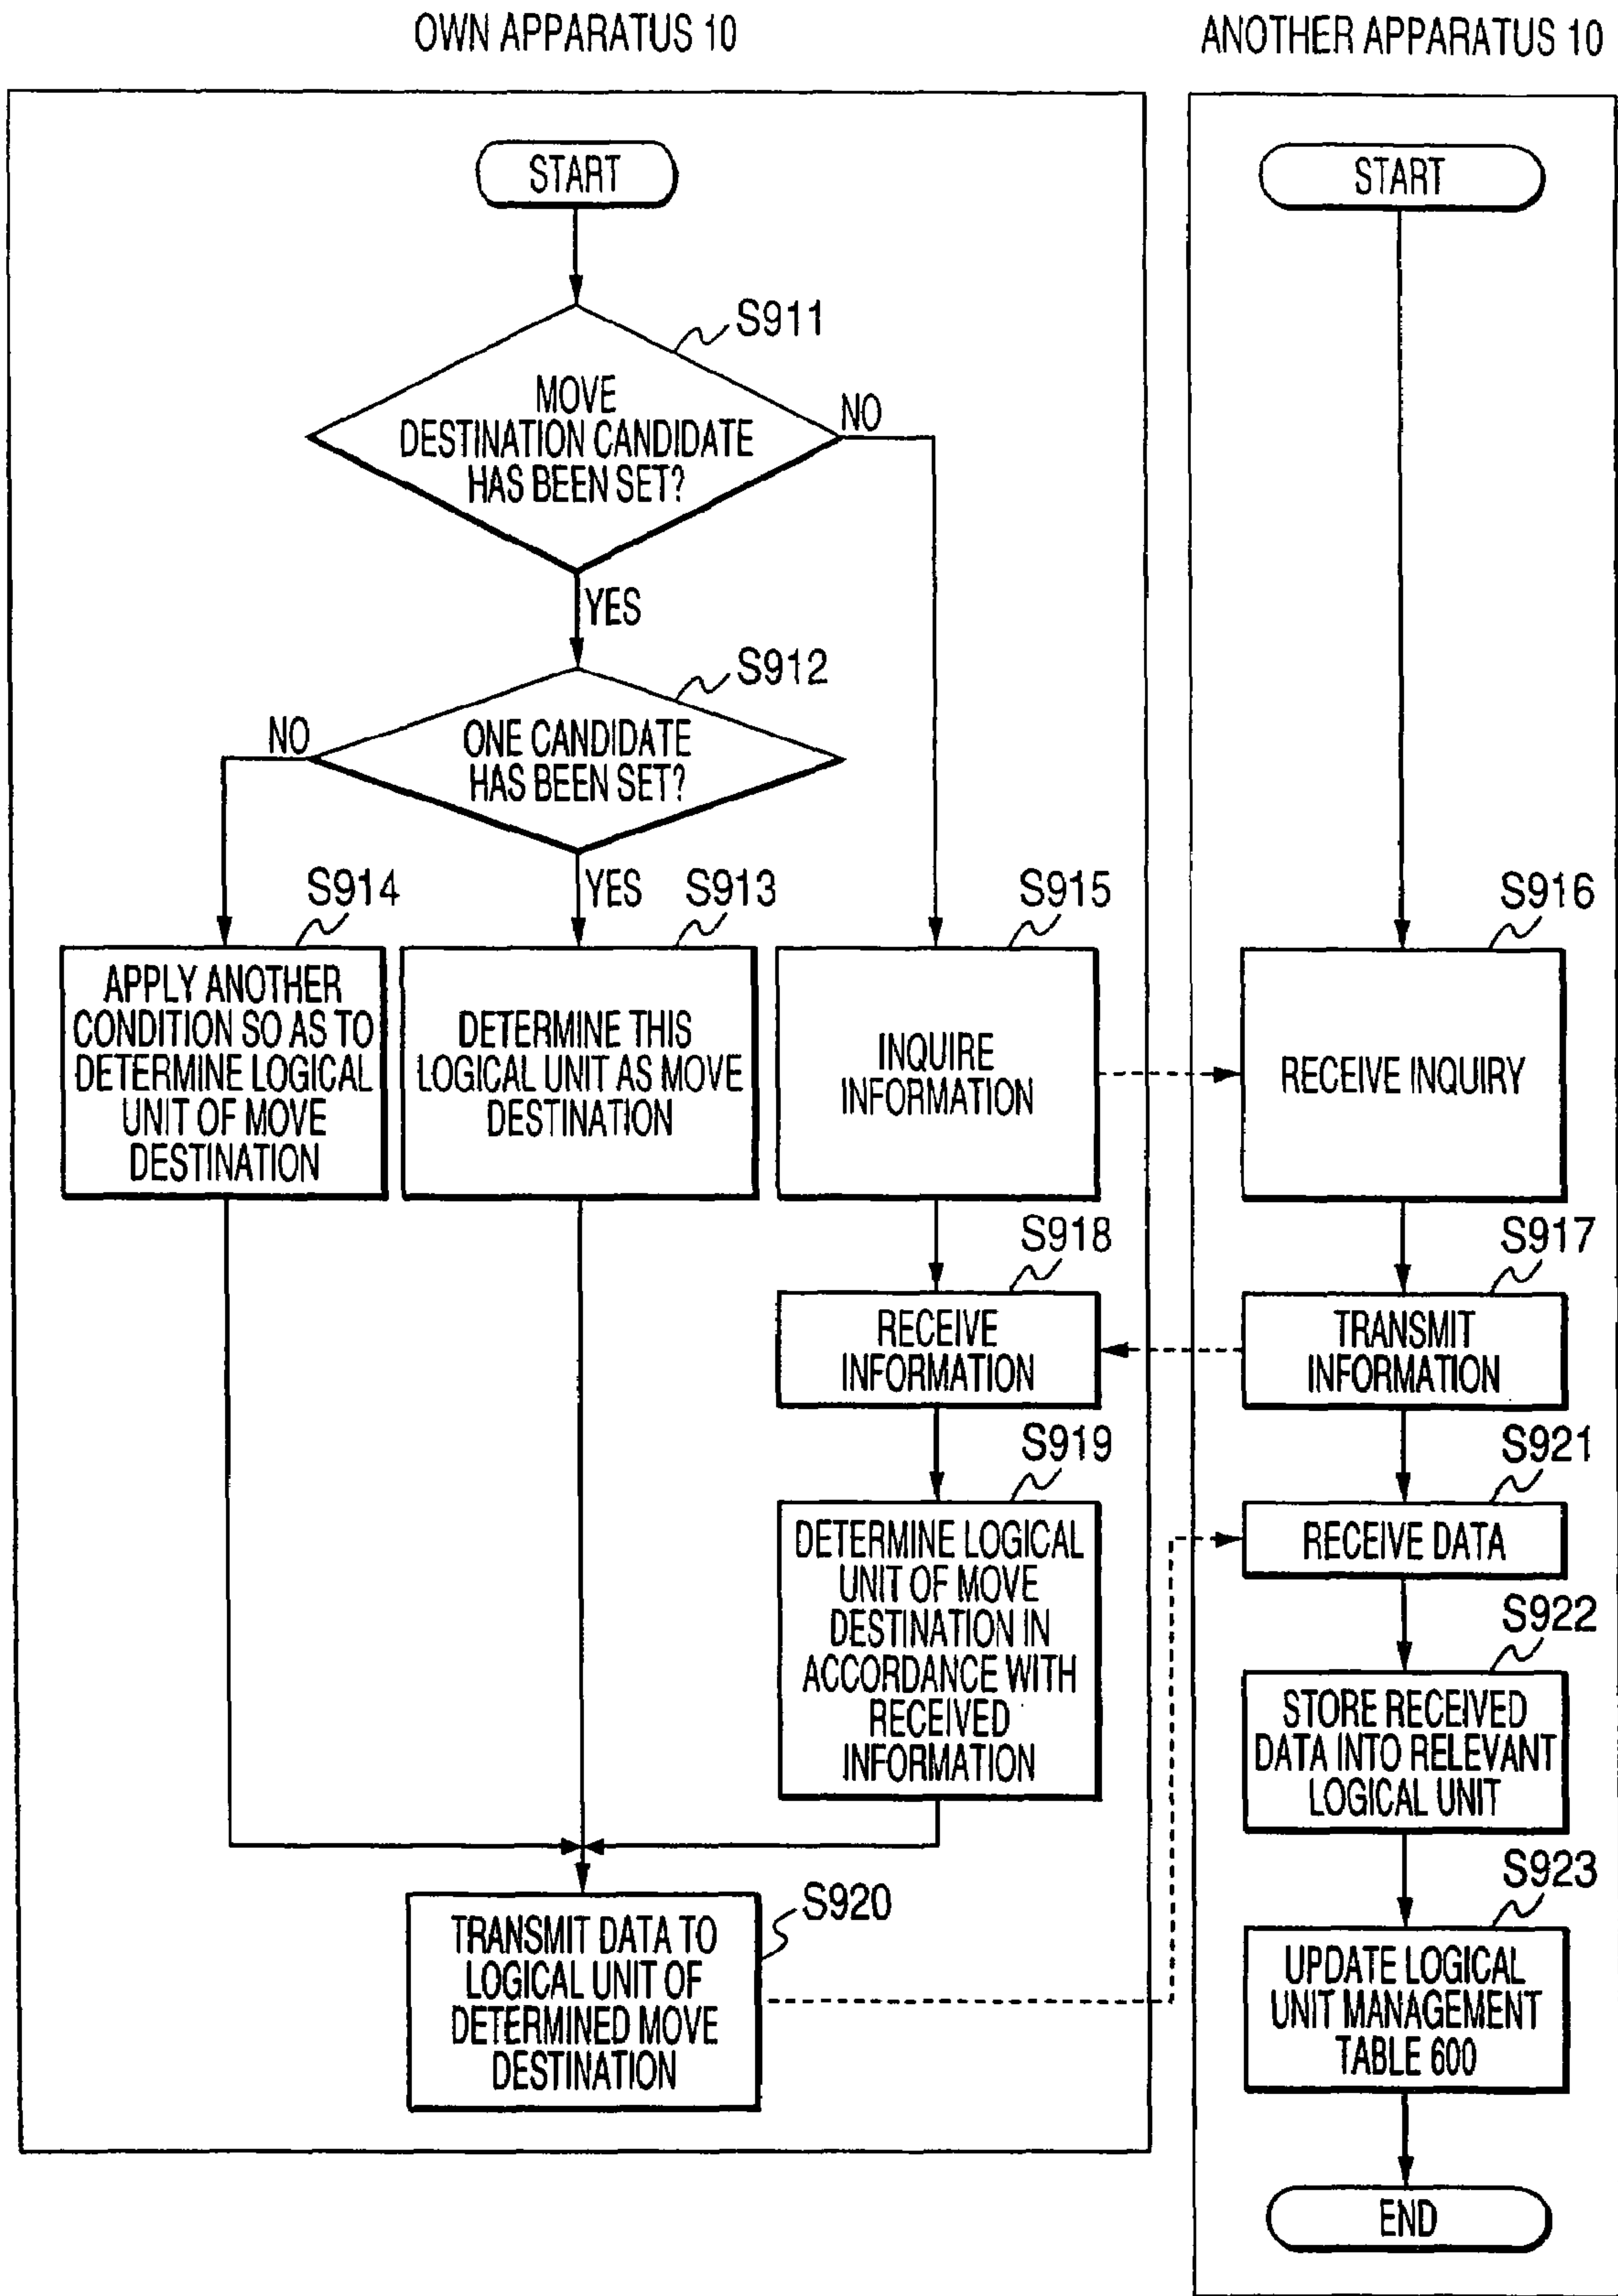 OWN APPARATUS 10
START
S911
MOVE
DESTINATION CANDIDATE
HAS BEEN SET?
NO
YES
S912
ONE CANDIDATE
HAS BEEN SET?
NO
YES
S914
APPLY ANOTHER
CONDITION SO AS TO
DETERMINE LOGICAL
UNIT OF MOVE
DESTINATION
S913
DETERMINE THIS
LOGICAL UNIT AS MOVE
DESTINATION
S915
INQUIRE
INFORMATION
S918
RECEIVE
INFORMATION
S919
DETERMINE LOGICAL
UNIT OF MOVE
DESTINATION IN
ACCORDANCE WITH
RECEIVED
INFORMATION
S920
TRANSMIT DATA TO
LOGICAL UNIT OF
DETERMINED MOVE
DESTINATION
ANOTHER APPARATUS 10
START
S916
RECEIVE INQUIRY
S917
TRANSMIT
INFORMATION
S921
RECEIVE DATA
S922
STORE RECEIVED
DATA INTO RELEVANT
LOGICAL UNIT
S923
UPDATE LOGICAL
UNIT MANAGEMENT
TABLE 600
END